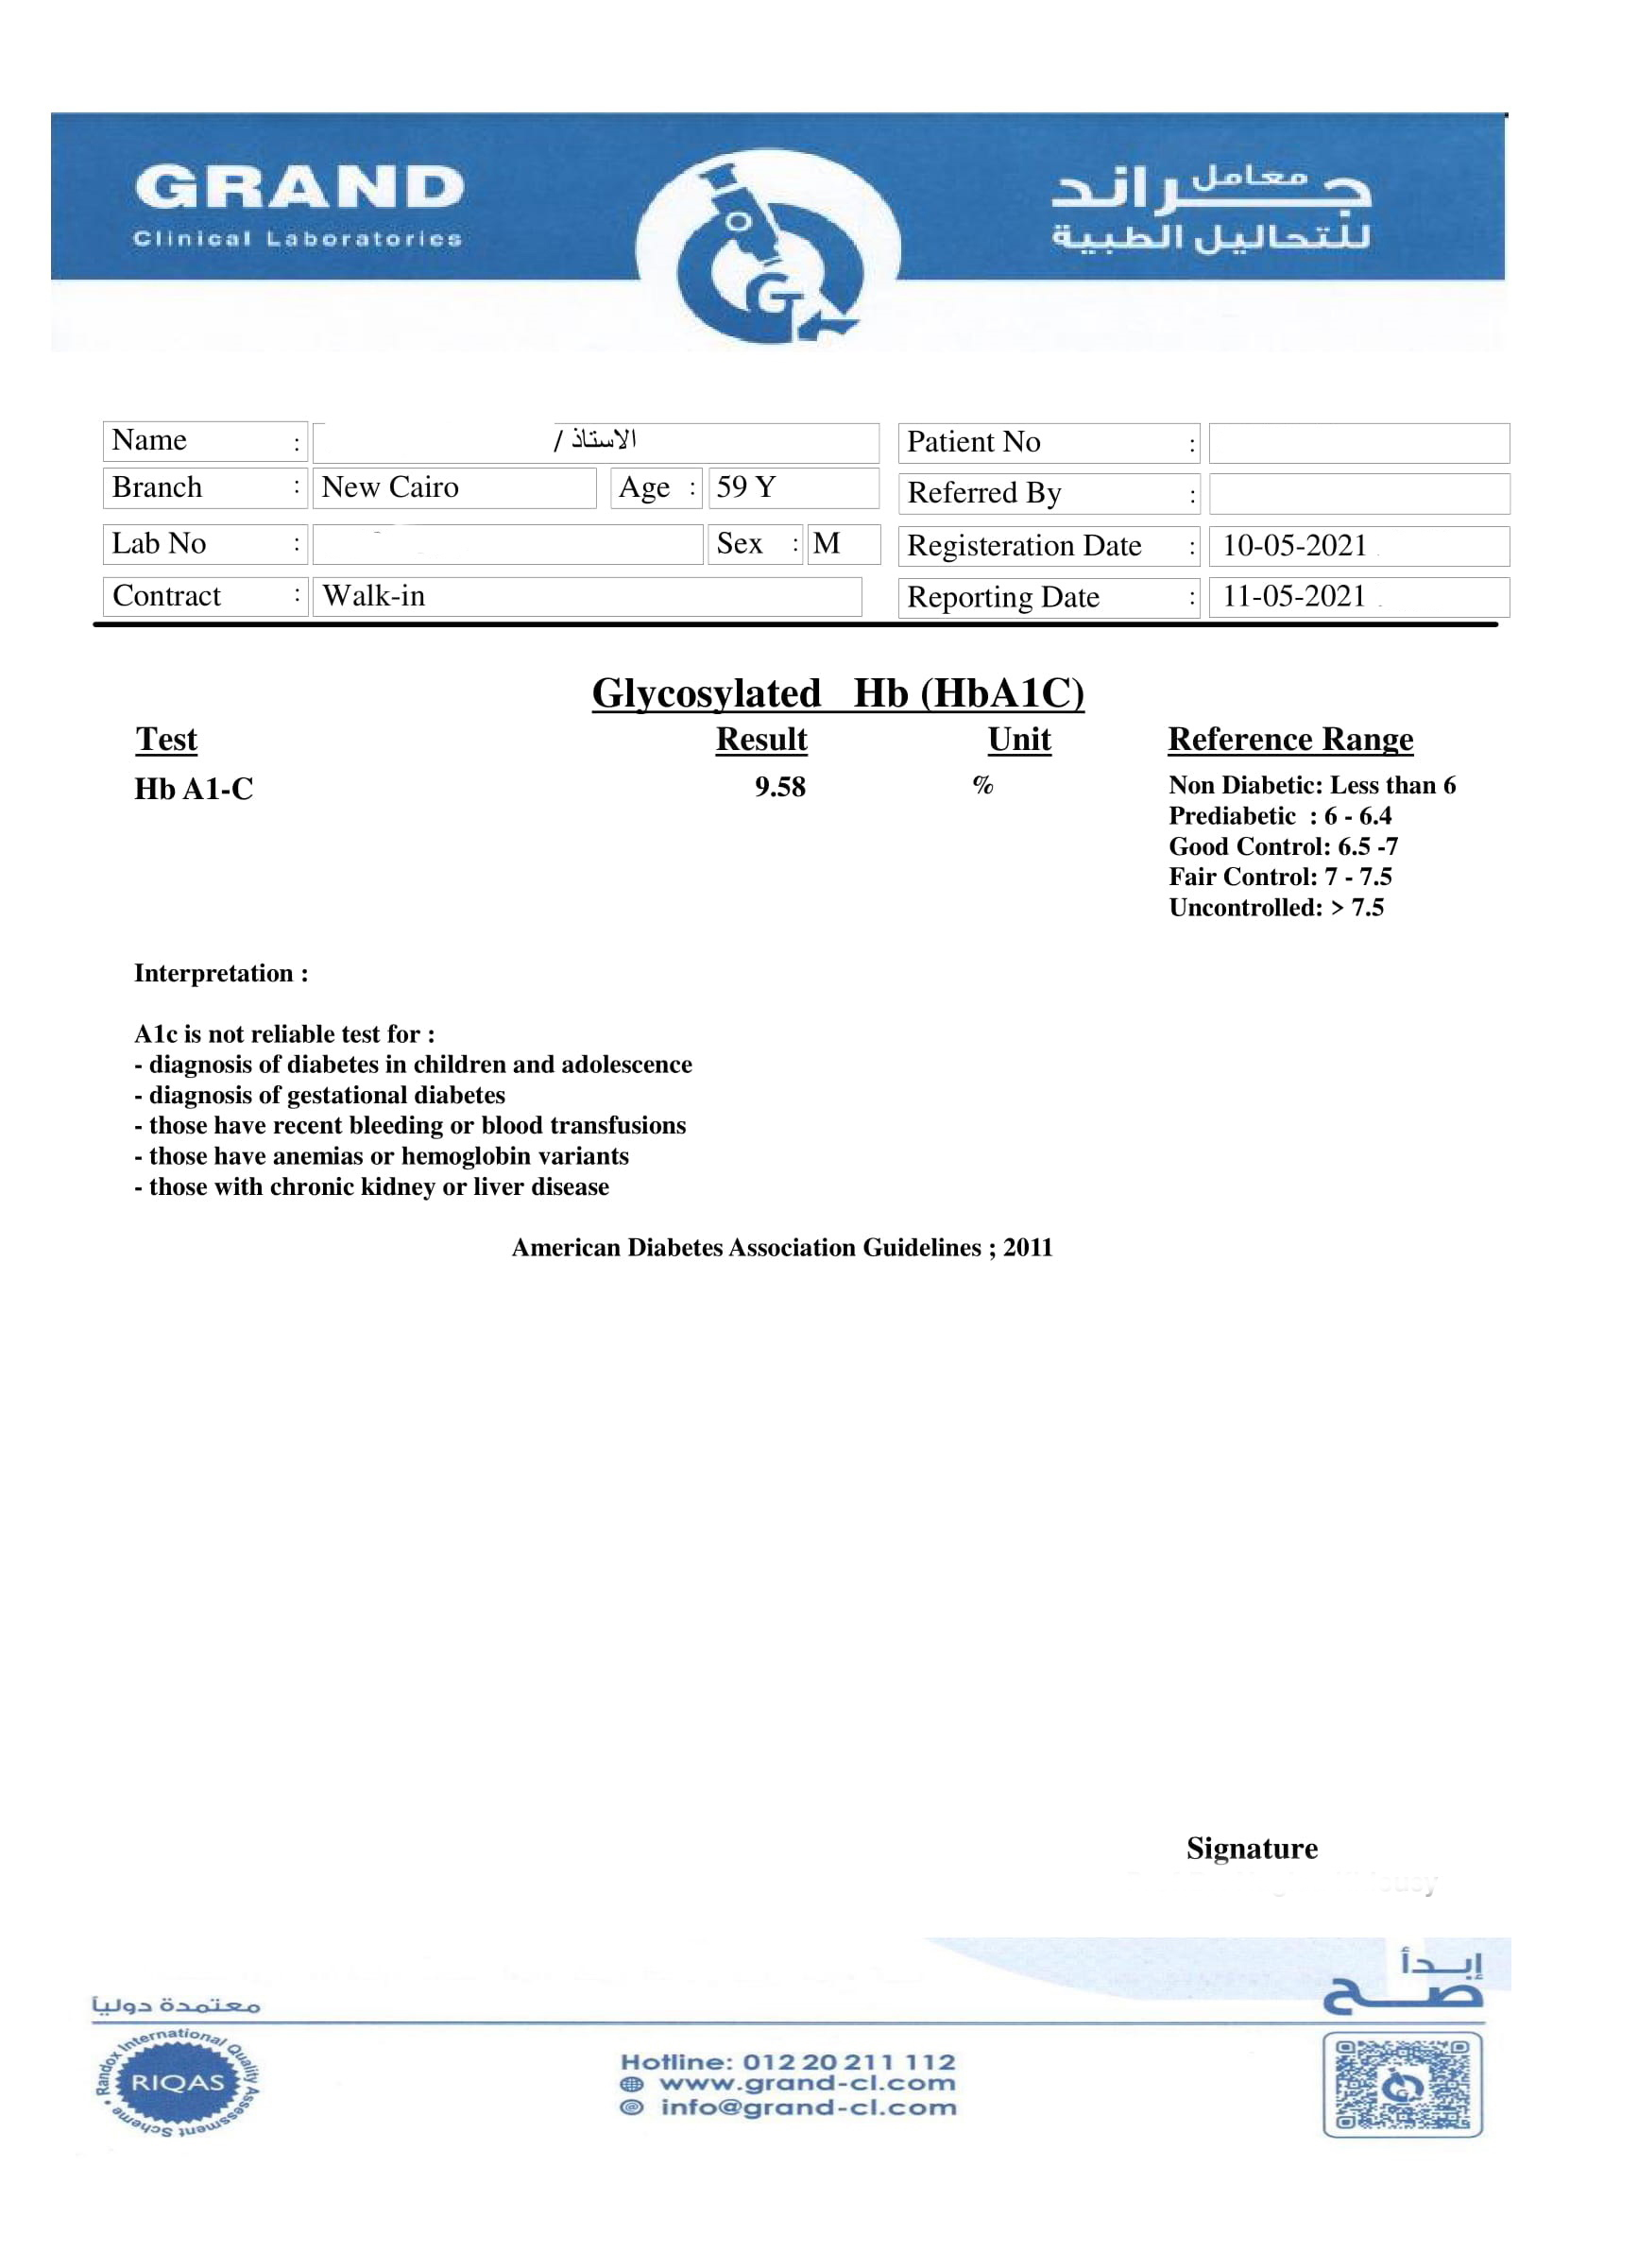 GRAND
Clinical Laboratories
معامل جراند
للتحاليل الطبية
Name : الاستاذ /
Patient No :
Branch : New Cairo Age : 59 Y
Referred By :
Lab No : Sex : M
Registeration Date : 10-05-2021
Contract : Walk-in
Reporting Date : 11-05-2021
Glycosylated Hb (HbA1C)
Test Result Unit Reference Range
Hb A1-C 9.58 % Non Diabetic: Less than 6
Prediabetic : 6 - 6.4
Good Control: 6.5 -7
Fair Control: 7 - 7.5
Uncontrolled: > 7.5
Interpretation :
A1c is not reliable test for :
- diagnosis of diabetes in children and adolescence
- diagnosis of gestational diabetes
- those have recent bleeding or blood transfusions
- those have anemias or hemoglobin variants
- those with chronic kidney or liver disease
American Diabetes Association Guidelines ; 2011
Signature
إبدأ
صح
معتمدة دولياً
Randox International Quality Assessment Scheme
RIQAS
Hotline: 012 20 211 112
www.grand-cl.com
info@grand-cl.com